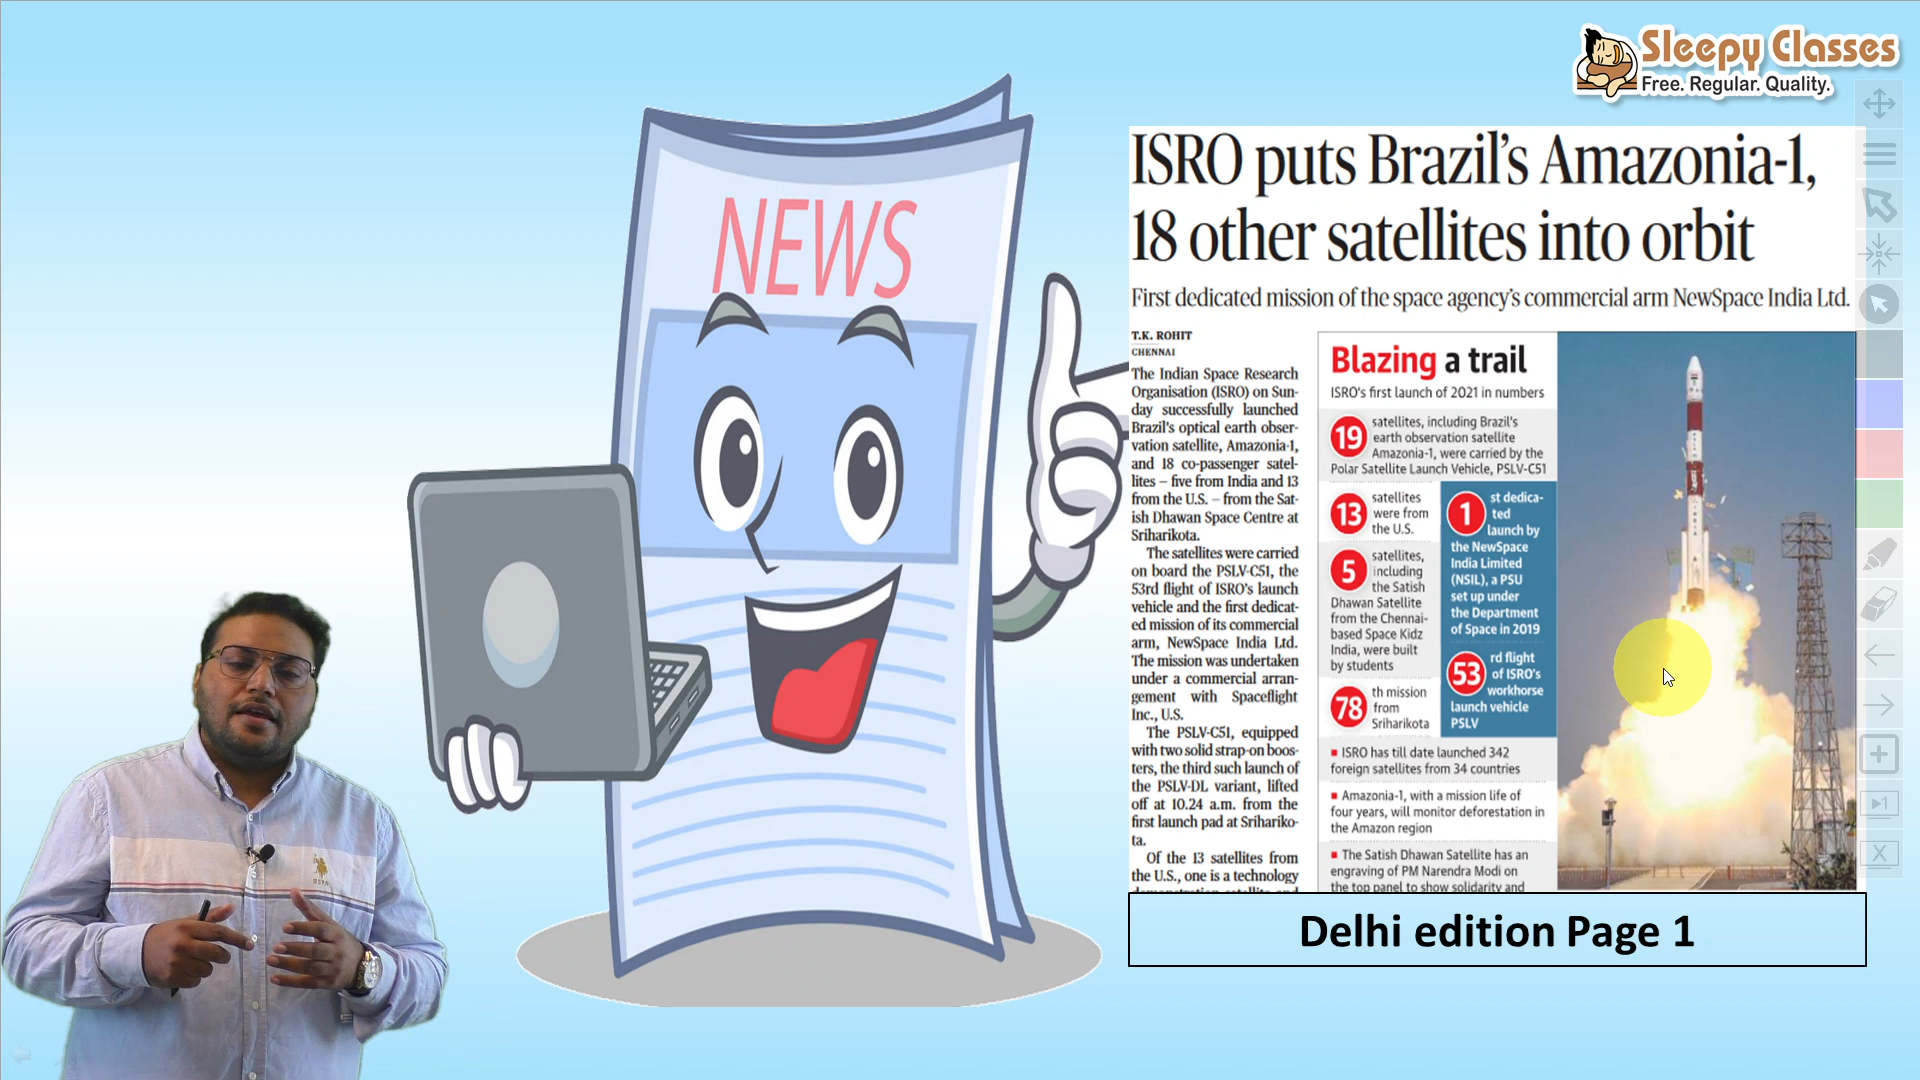 Sleepy Classes
Free. Regular. Quality.
NEWS
ISRO puts Brazil's Amazonia-1,
18 other satellites into orbit
First dedicated mission of the space agency's commercial arm NewSpace India Ltd.
T.K. ROHIT
CHENNAI
The Indian Space Research
Organisation (ISRO) on Sun-
day successfully launched
Brazil's optical earth obser-
vation satellite, Amazonia-1,
and 18 co-passenger satel-
lites – five from India and 13
from the U.S. – from the Sat-
ish Dhawan Space Centre at
Sriharikota.
The satellites were carried
on board the PSLV-C51, the
53rd flight of ISRO's launch
vehicle and the first dedicat-
ed mission of its commercial
arm, NewSpace India Ltd.
The mission was undertaken
under a commercial arran-
gement with Spaceflight
Inc., U.S.
The PSLV-C51, equipped
with two solid strap-on boos-
ters, the third such launch of
the PSLV-DL variant, lifted
off at 10.24 a.m. from the
first launch pad at Srihariko-
ta.
Of the 13 satellites from
the U.S., one is a technology
Blazing a trail
ISRO's first launch of 2021 in numbers
19 satellites, including Brazil's
earth observation satellite
Amazonia-1, were carried by the
Polar Satellite Launch Vehicle, PSLV-C51
13 satellites
were from
the U.S.
5 satellites,
including
the Satish
Dhawan Satellite
from the Chennai-
based Space Kidz
India, were built
by students
78 th mission
from
Sriharikota
1 st dedica-
ted
launch by
the NewSpace
India Limited
(NSIL), a PSU
set up under
the Department
of Space in 2019
53 rd flight
of ISRO's
workhorse
launch vehicle
PSLV
ISRO has till date launched 342
foreign satellites from 34 countries
Amazonia-1, with a mission life of
four years, will monitor deforestation in
the Amazon region
The Satish Dhawan Satellite has an
engraving of PM Narendra Modi on
the top panel to show solidarity and
Delhi edition Page 1